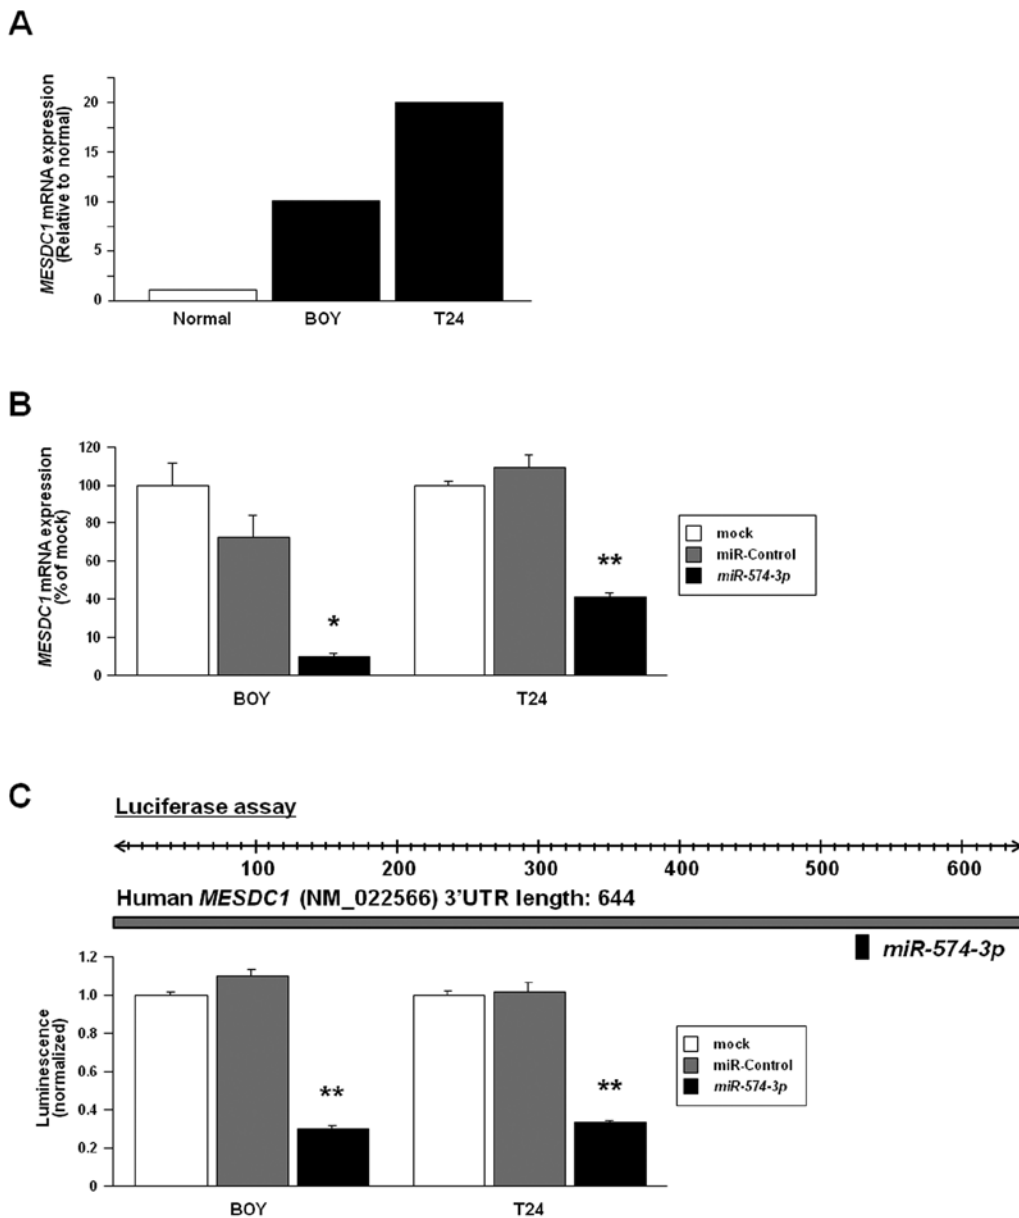 A
MESDC1 mRNA expression
(Relative to normal)
20
15
10
5
0
Normal BOY T24
B
MESDC1 mRNA expression
(% of mock)
120
100
80
60
40
10
0
*
**
BOY T24
mock
miR-Control
miR-574-3p
C
Luciferase assay
100 200 300 400 500 600
Human MESDC1 (NM_022566) 3'UTR length: 644
miR-574-3p
Luminescence
(normalized)
1.2
1.0
0.8
0.6
0.4
0.2
0
**
**
BOY T24
mock
miR-Control
miR-574-3p